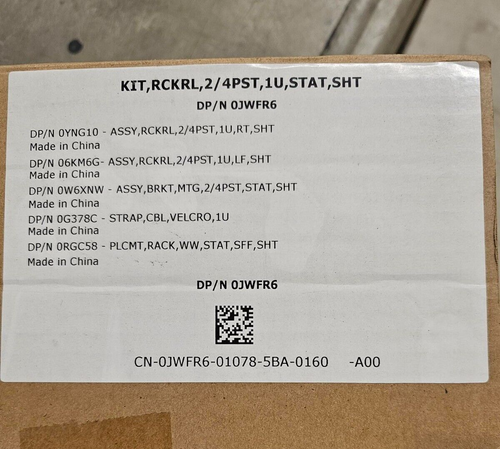 KIT,RCKRL,2/4PST,1U,STAT,SHT
DP/N 0JWFR6
DP/N 0YNG10 - ASSY,RCKRL,2/4PST,1U,RT,SHT
Made in China
DP/N 06KM6G- ASSY,RCKRL,2/4PST,1U,LF,SHT
Made in China
DP/N 0W6XNW - ASSY,BRKT,MTG,2/4PST,STAT,SHT
Made in China
DP/N 0G378C - STRAP,CBL,VELCRO,1U
Made in China
DP/N 0RGC58 - PLCMT,RACK,WW,STAT,SFF,SHT
Made in China
DP/N 0JWFR6
CN-0JWFR6-01078-5BA-0160 -A00